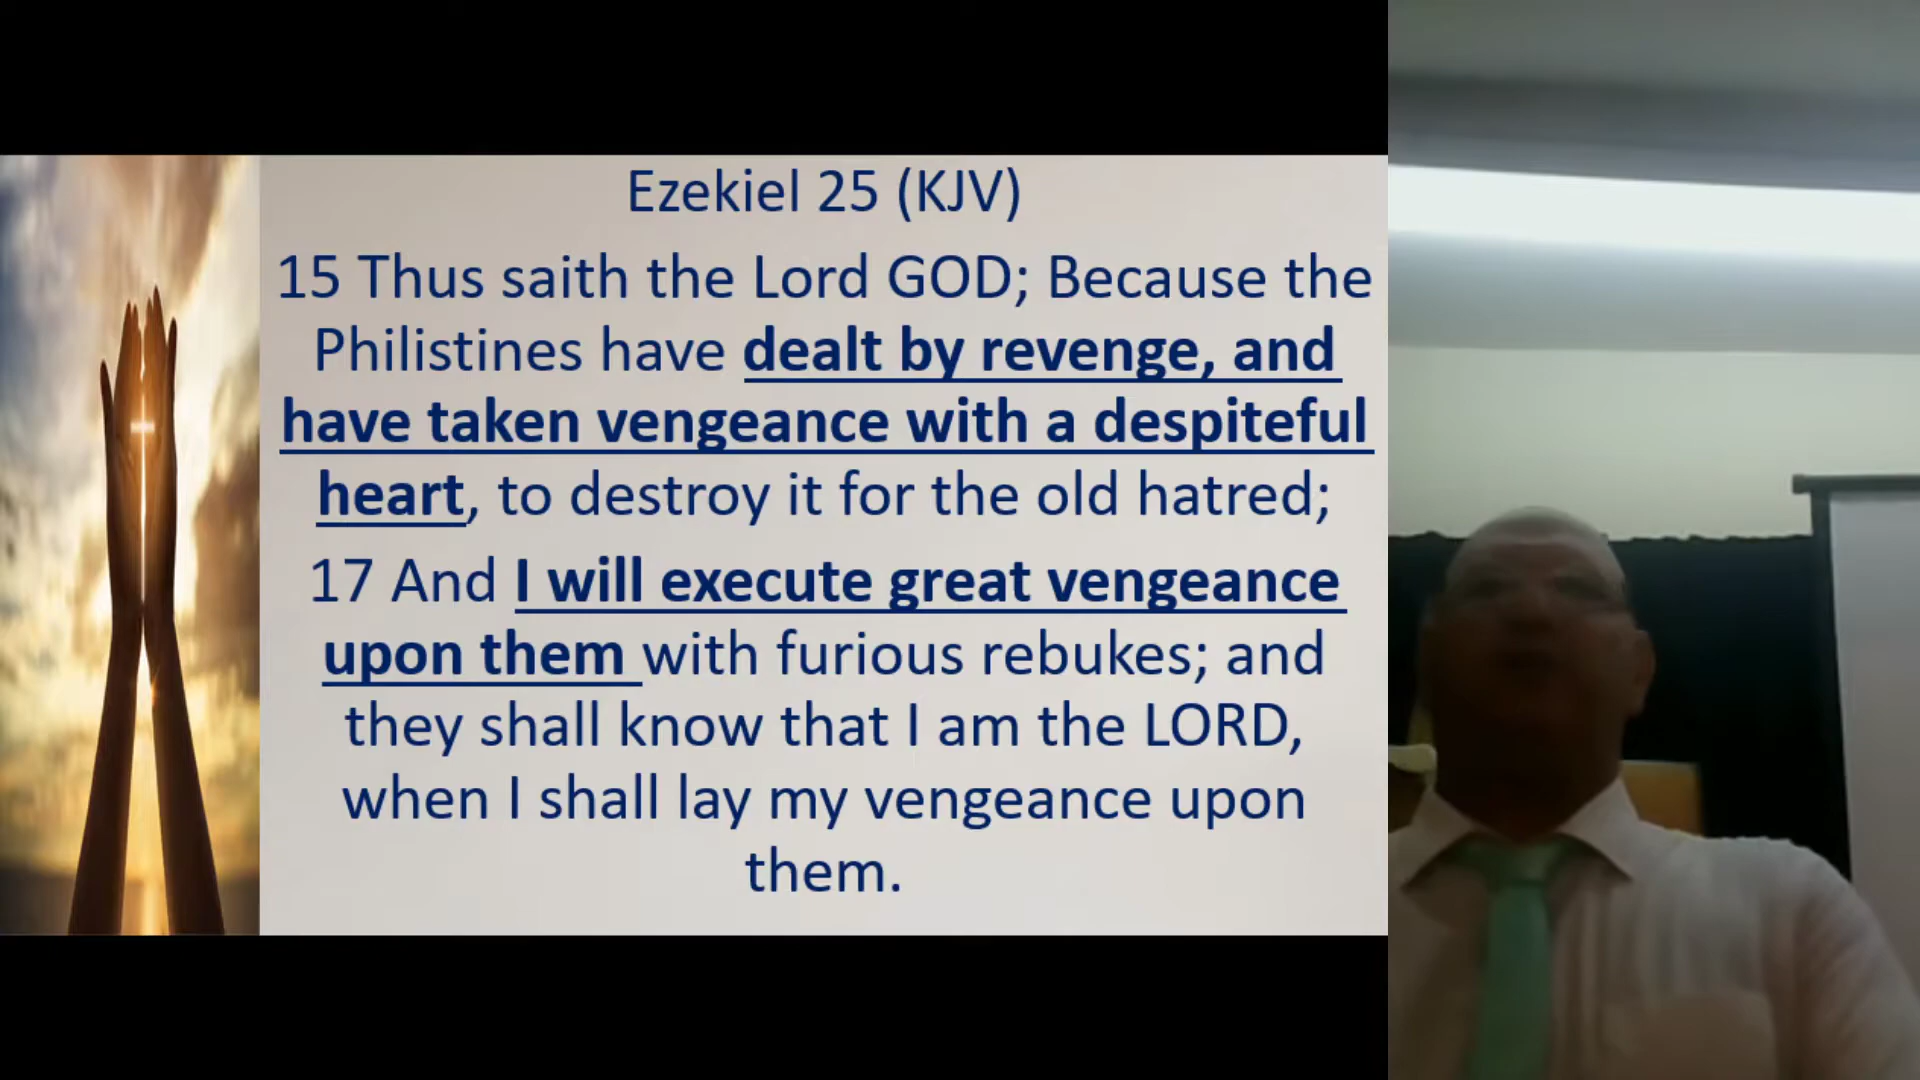 Ezekiel 25 (KJV)
15 Thus saith the Lord GOD; Because the
Philistines have dealt by revenge, and
have taken vengeance with a despiteful
heart, to destroy it for the old hatred;
17 And I will execute great vengeance
upon them with furious rebukes; and
they shall know that I am the LORD,
when I shall lay my vengeance upon
them.